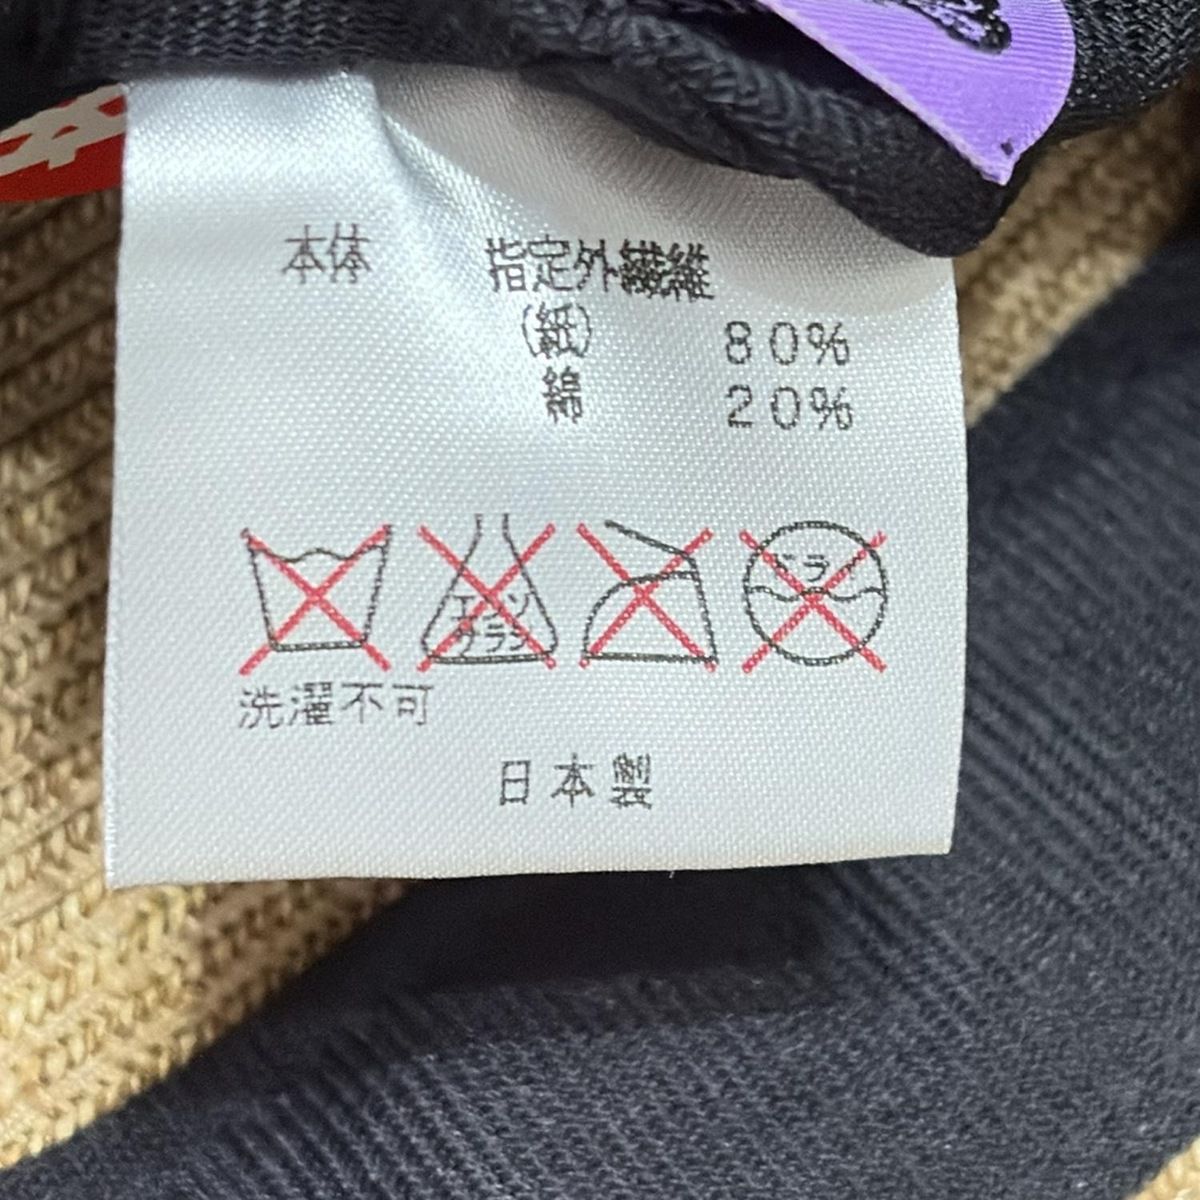 本体 指定外繊維
(紙) 80%
綿 20%
エンソ
サラシ
ドライ
洗濯不可
日本製